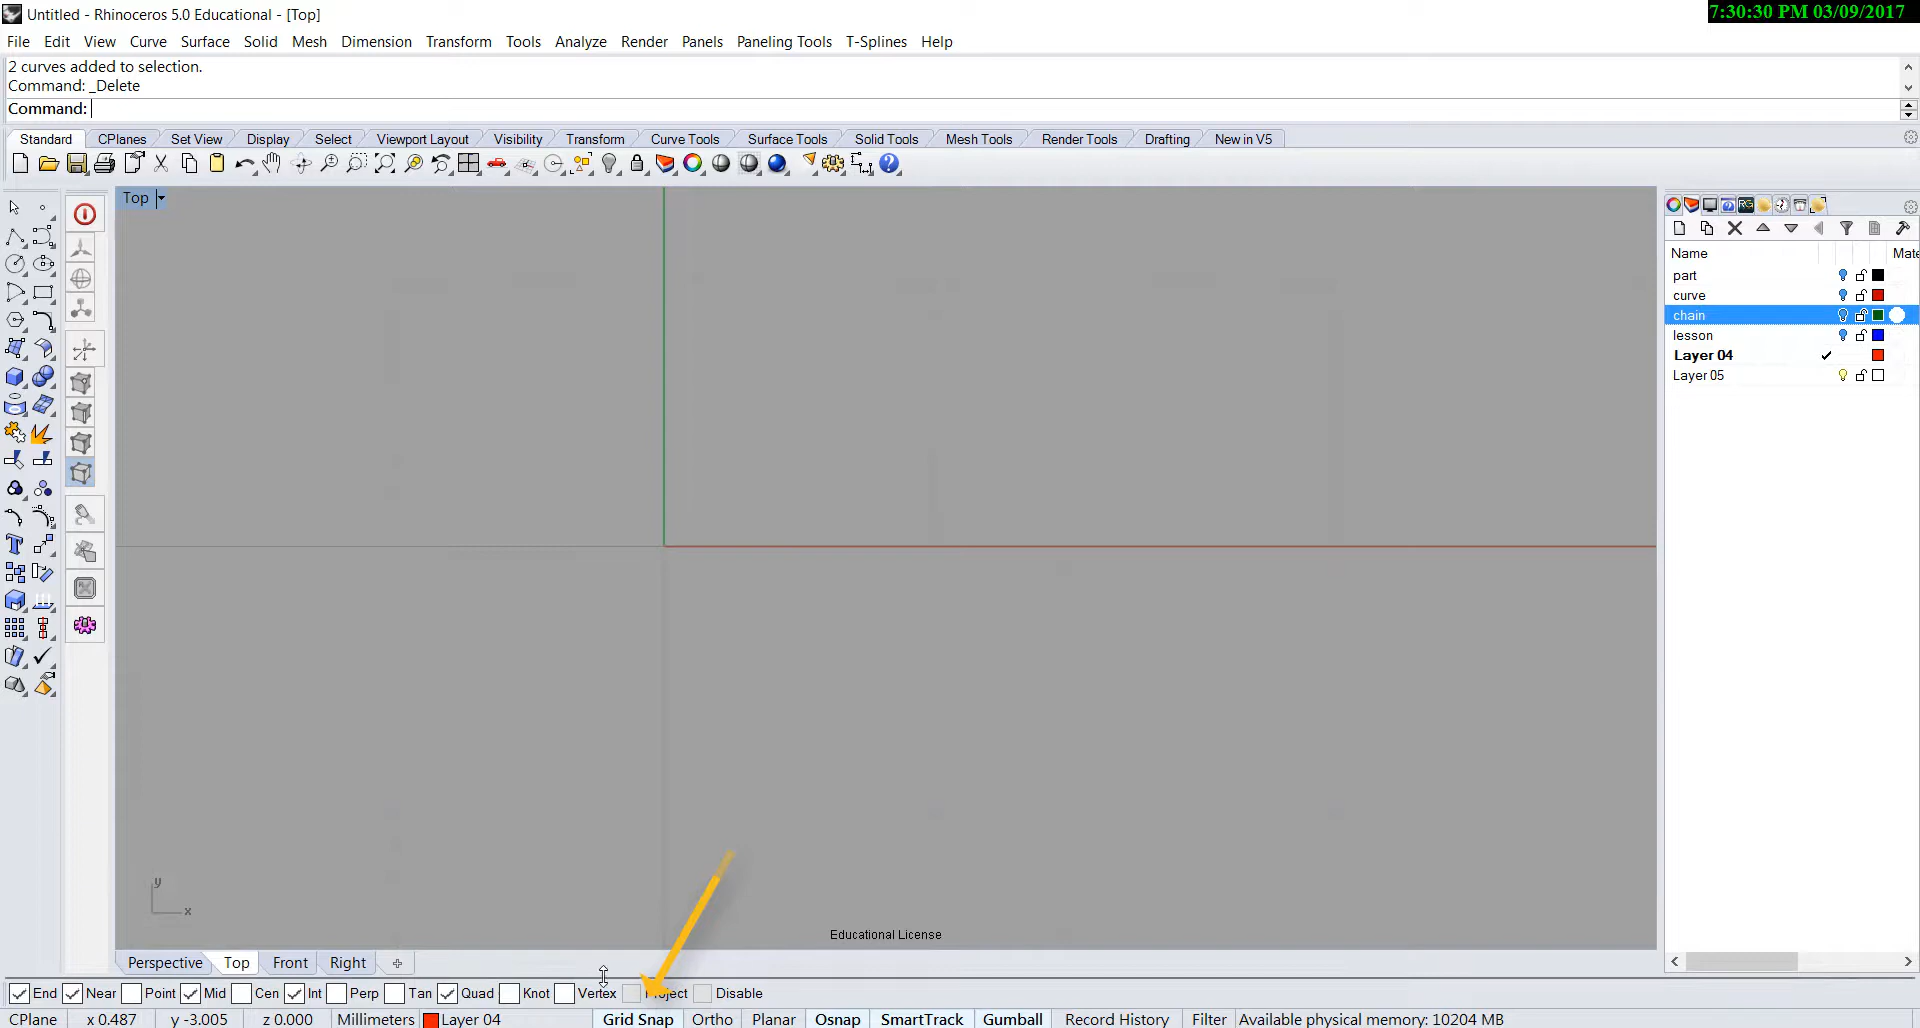 Untitled - Rhinoceros 5.0 Educational - [Top]
7:30:30 PM 03/09/2017
File Edit View Curve Surface Solid Mesh Dimension Transform Tools Analyze Render Panels Paneling Tools T-Splines Help
2 curves added to selection.
Command: _Delete
Command:
Standard CPlanes Set View Display Select Viewport Layout Visibility Transform Curve Tools Surface Tools Solid Tools Mesh Tools Render Tools Drafting New in V5
Top
Name Mate
part
curve
chain
lesson
Layer 04
Layer 05
y
x
Educational License
Perspective Top Front Right
End Near Point Mid Cen Int Perp Tan Quad Knot Vertex Project Disable
CPlane x 0.487 y -3.005 z 0.000 Millimeters Layer 04 Grid Snap Ortho Planar Osnap SmartTrack Gumball Record History Filter Available physical memory: 10204 MB